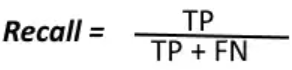 Recall = TP
TP + FN